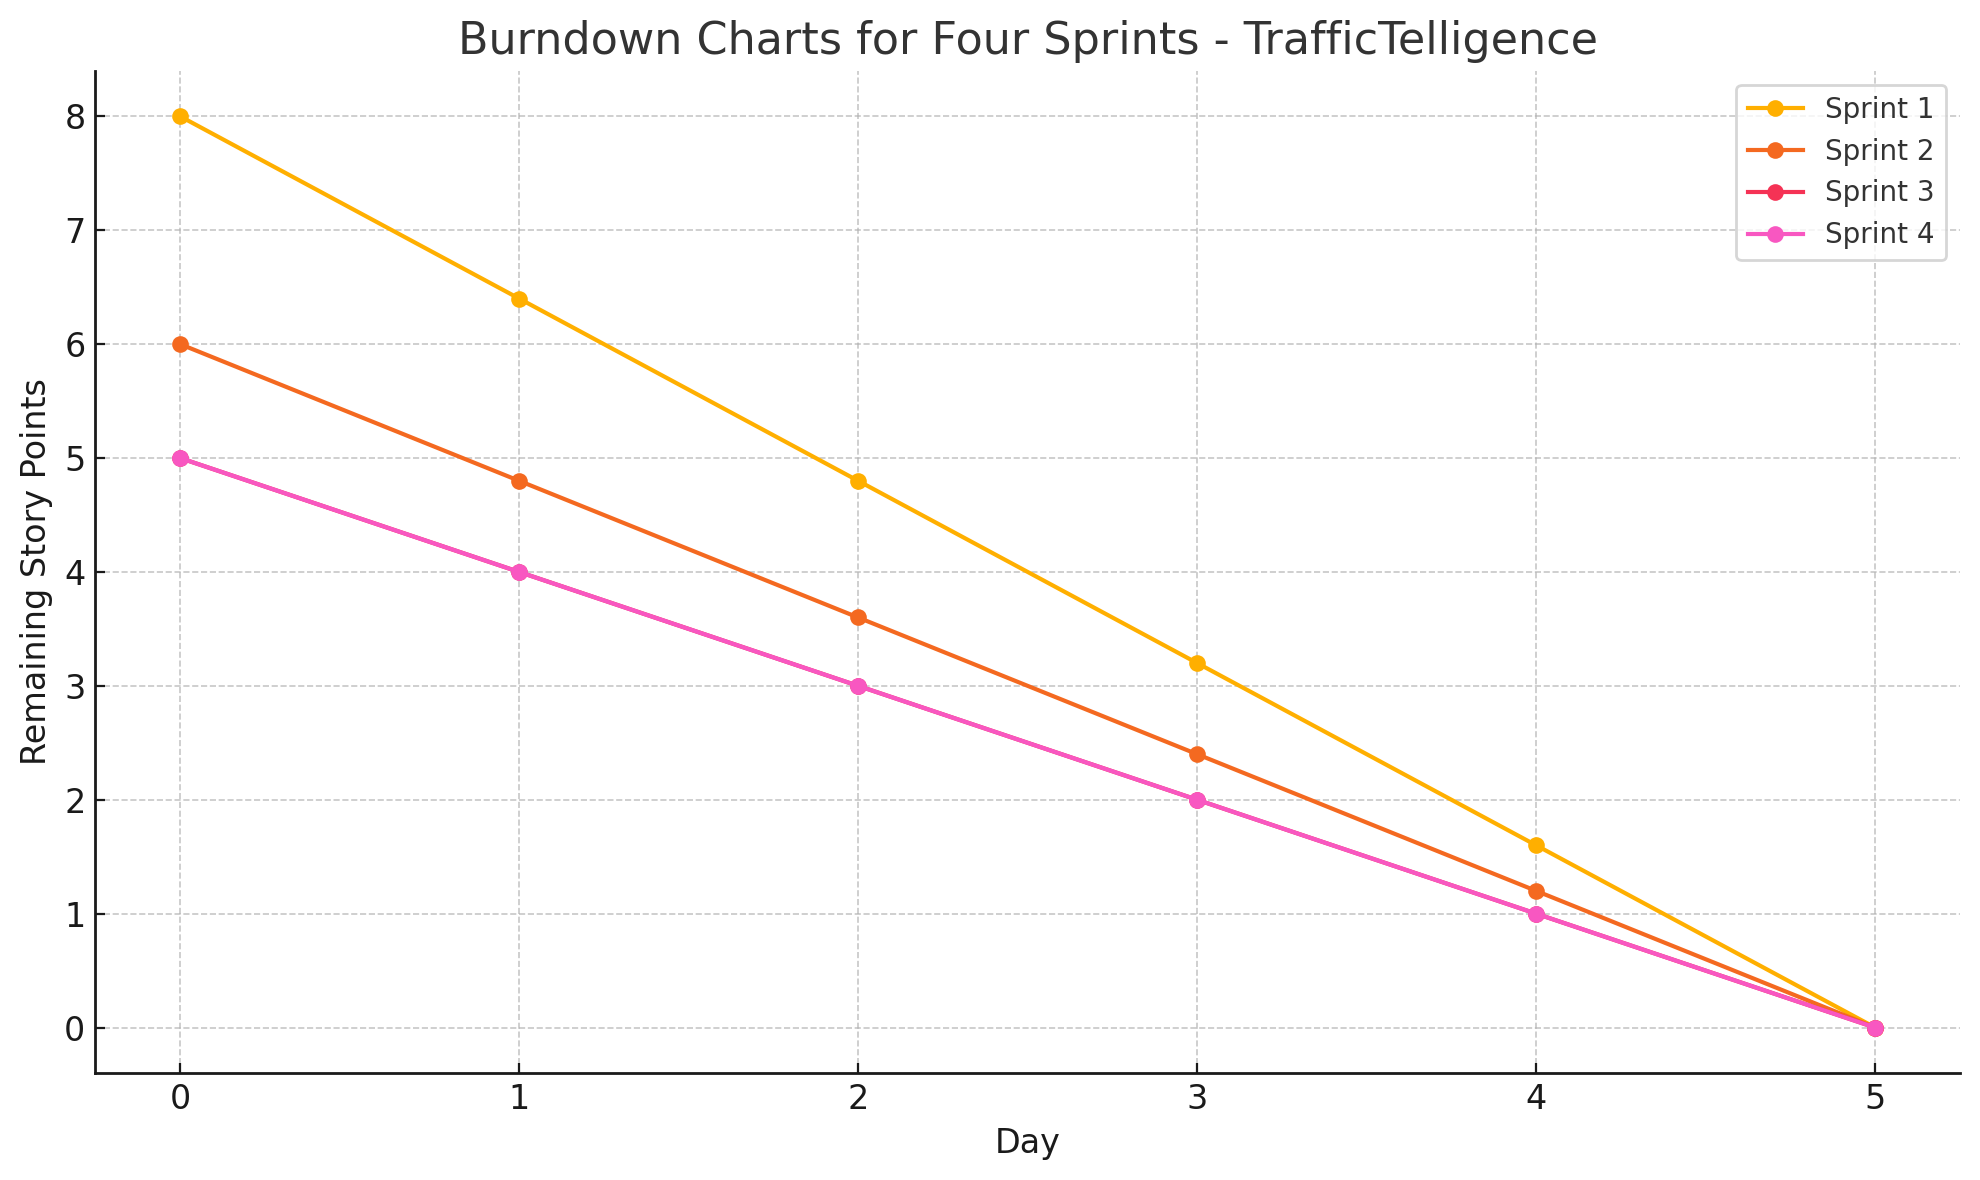 Burndown Charts for Four Sprints - TrafficTelligence
Sprint 1
Sprint 2
Sprint 3
Sprint 4
Remaining Story Points
8
7
6
5
4
3
2
1
0
0 1 2 3 4 5
Day